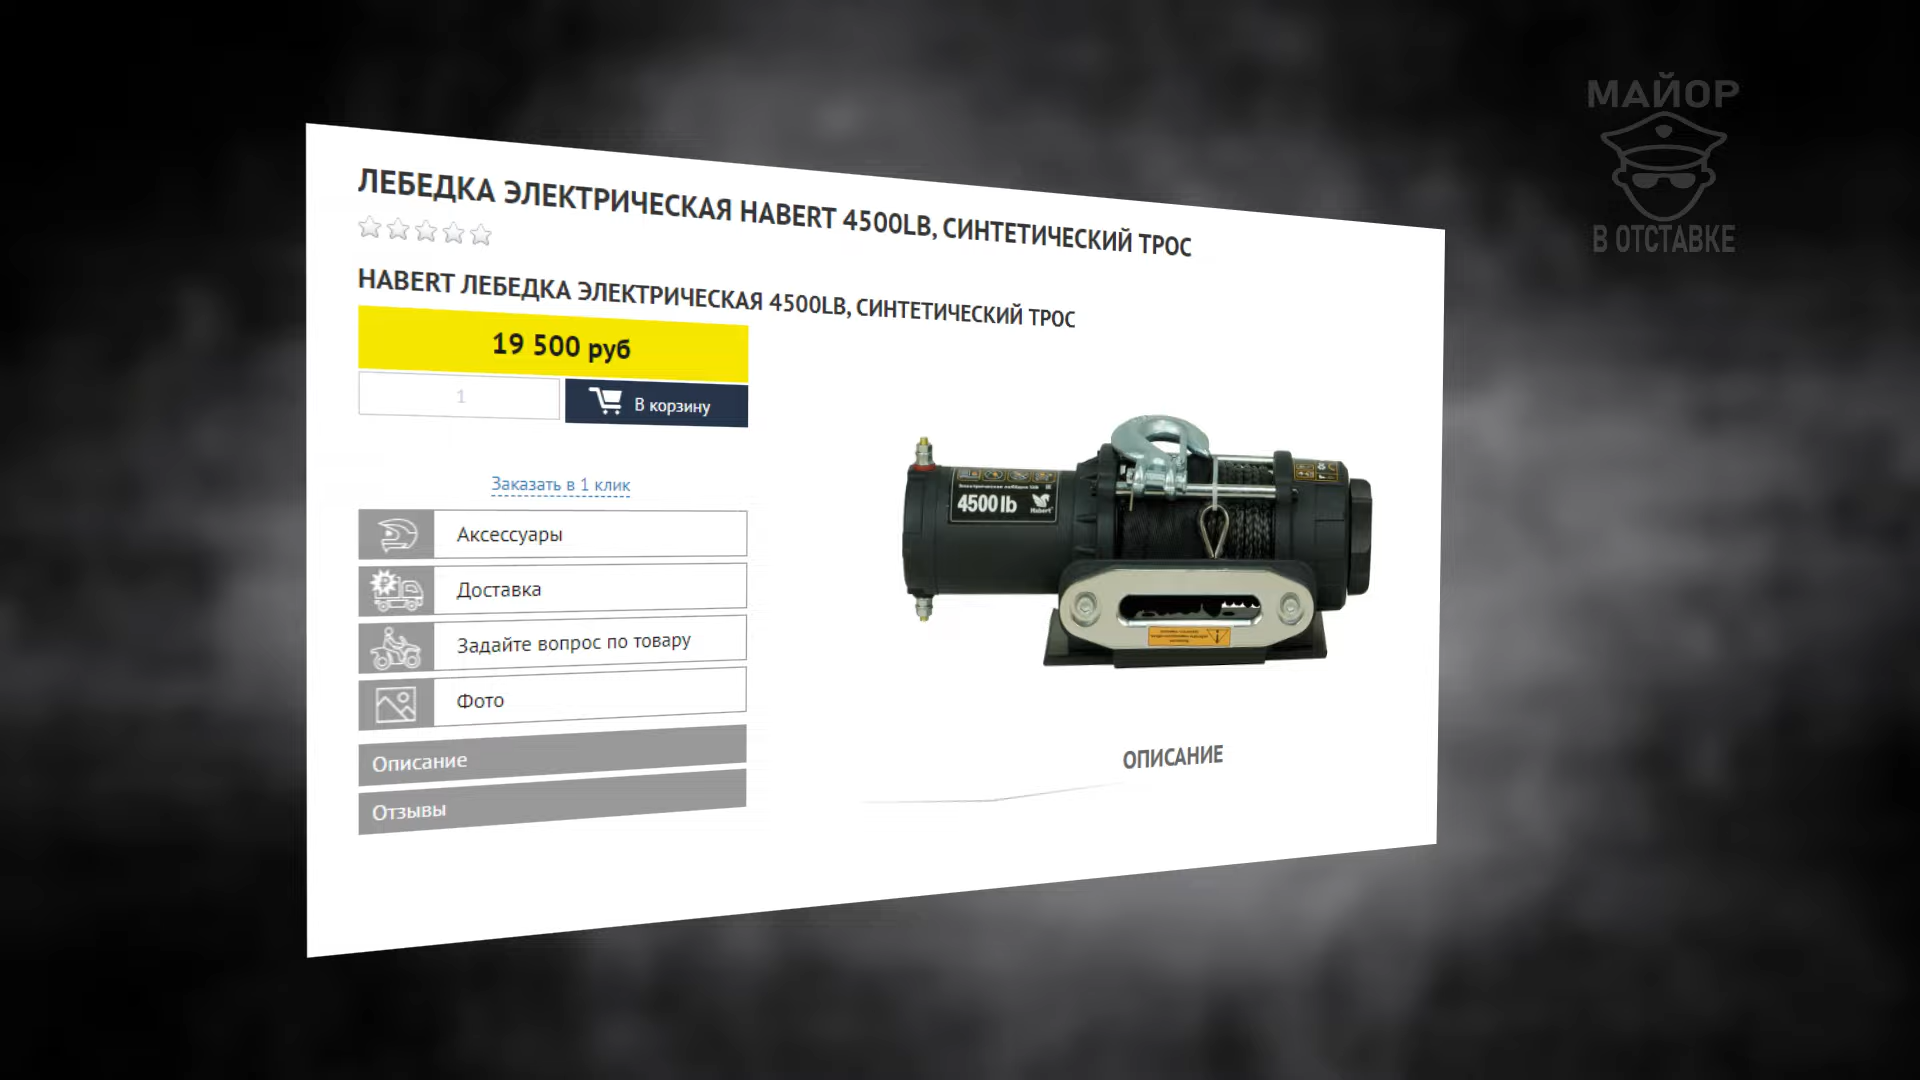 МАЙОР
В ОТСТАВКЕ
ЛЕБЕДКА ЭЛЕКТРИЧЕСКАЯ HABERT 4500LB, СИНТЕТИЧЕСКИЙ ТРОС
HABERT ЛЕБЕДКА ЭЛЕКТРИЧЕСКАЯ 4500LB, СИНТЕТИЧЕСКИЙ ТРОС
19 500 руб
1
В корзину
Заказать в 1 клик
Аксессуары
Доставка
Задайте вопрос по товару
Фото
Описание
Отзывы
4500 lb
Habert
ОПИСАНИЕ